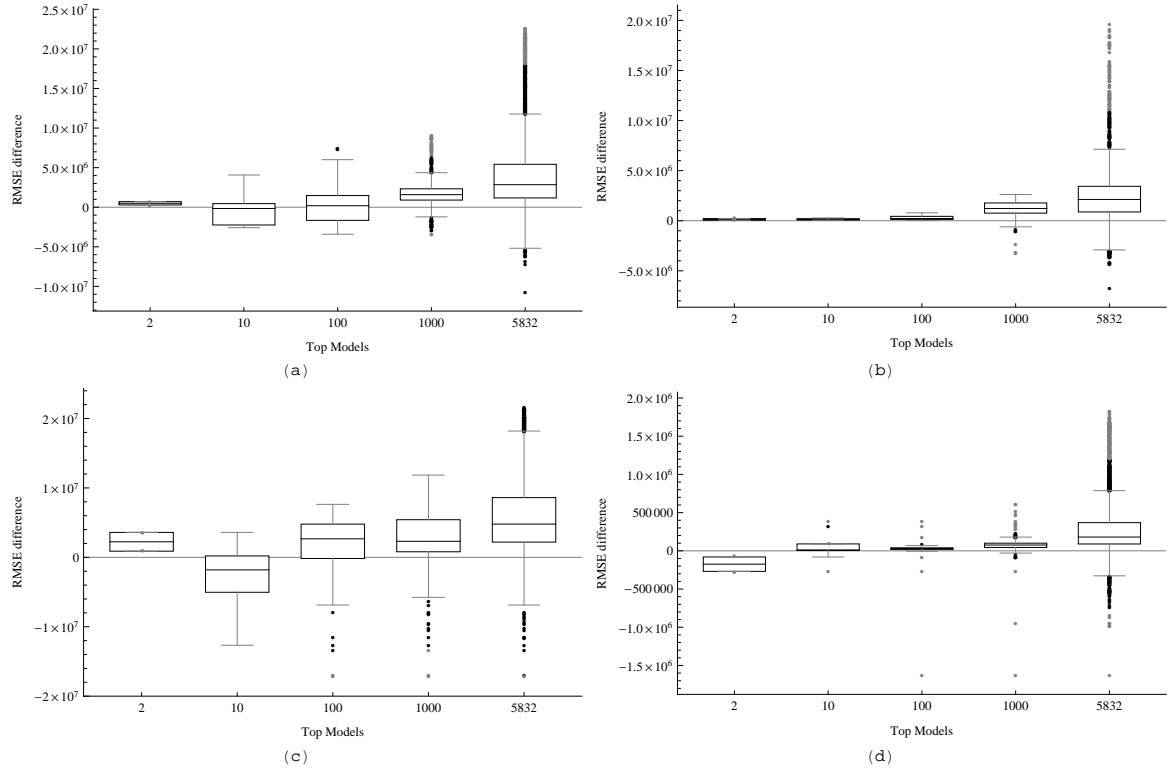 2.5×10⁷
2.0×10⁷
1.5×10⁷
1.0×10⁷
5.0×10⁶
0
−5.0×10⁶
−1.0×10⁷
RMSE difference
2 10 100 1000 5832
Top Models
(a)
2.0×10⁷
1.5×10⁷
1.0×10⁷
5.0×10⁶
0
−5.0×10⁶
RMSE difference
2 10 100 1000 5832
Top Models
(b)
2×10⁷
1×10⁷
0
−1×10⁷
−2×10⁷
RMSE difference
2 10 100 1000 5832
Top Models
(c)
2.0×10⁶
1.5×10⁶
1.0×10⁶
500 000
0
−500 000
−1.0×10⁶
−1.5×10⁶
RMSE difference
2 10 100 1000 5832
Top Models
(d)